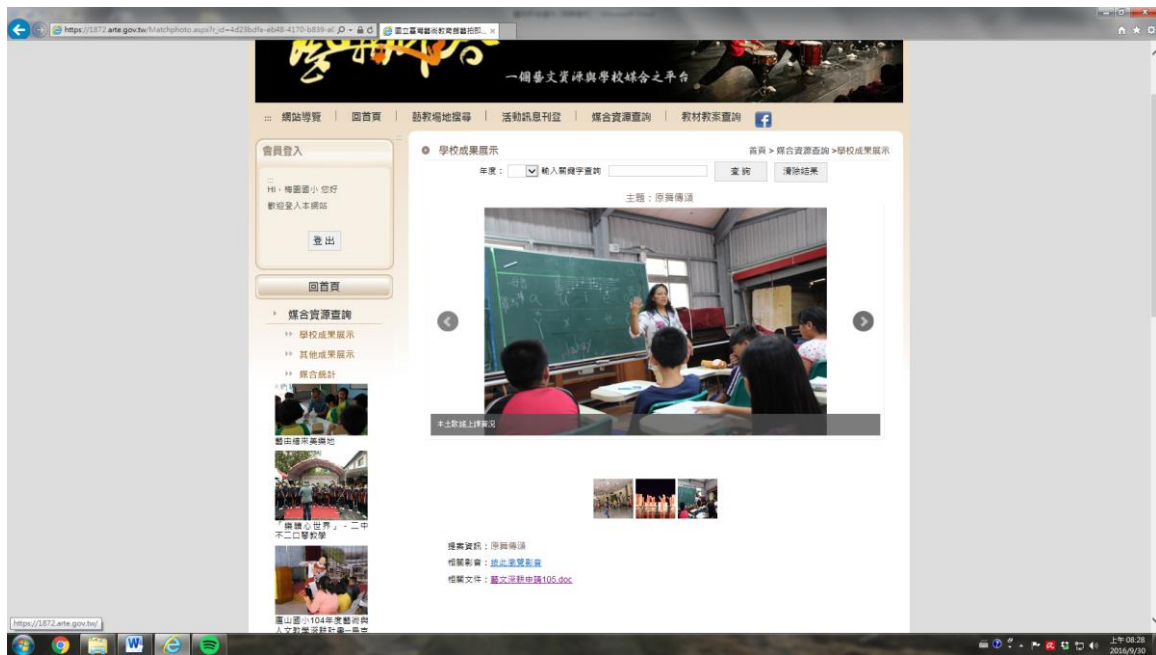 https://1872.arte.gov.tw/Matchphoto.aspx?r_id=4d23bdfe-eb48-4170-b839-a
國立臺灣藝術教育館藝拍即...
一個藝文資源與學校媒合之平台
::: 網站導覽 | 回首頁 | 藝教場地搜尋 | 活動訊息刊登 | 媒合資源查詢 | 教材教案查詢
會員登入
:::
Hi，梅園國小 您好
歡迎登入本網站
登出
回首頁
媒合資源查詢
學校成果展示
其他成果展示
媒合統計
藝由緣來美樂地
「樂讀心世界」-二中
不二口琴教學
廬山國小104年度藝術與
人文教學深耕計畫─烏克
:::
學校成果展示
首頁 > 媒合資源查詢 >學校成果展示
年度： 輸入關鍵字查詢 查詢 清除結果
主題：原舞傳頌
本土歌謠上課實況
提案資訊：原舞傳頌
相關影音：按此瀏覽影音
相關文件：藝文深耕申請105.doc
https://1872.arte.gov.tw/
上午 08:28
2016/9/30